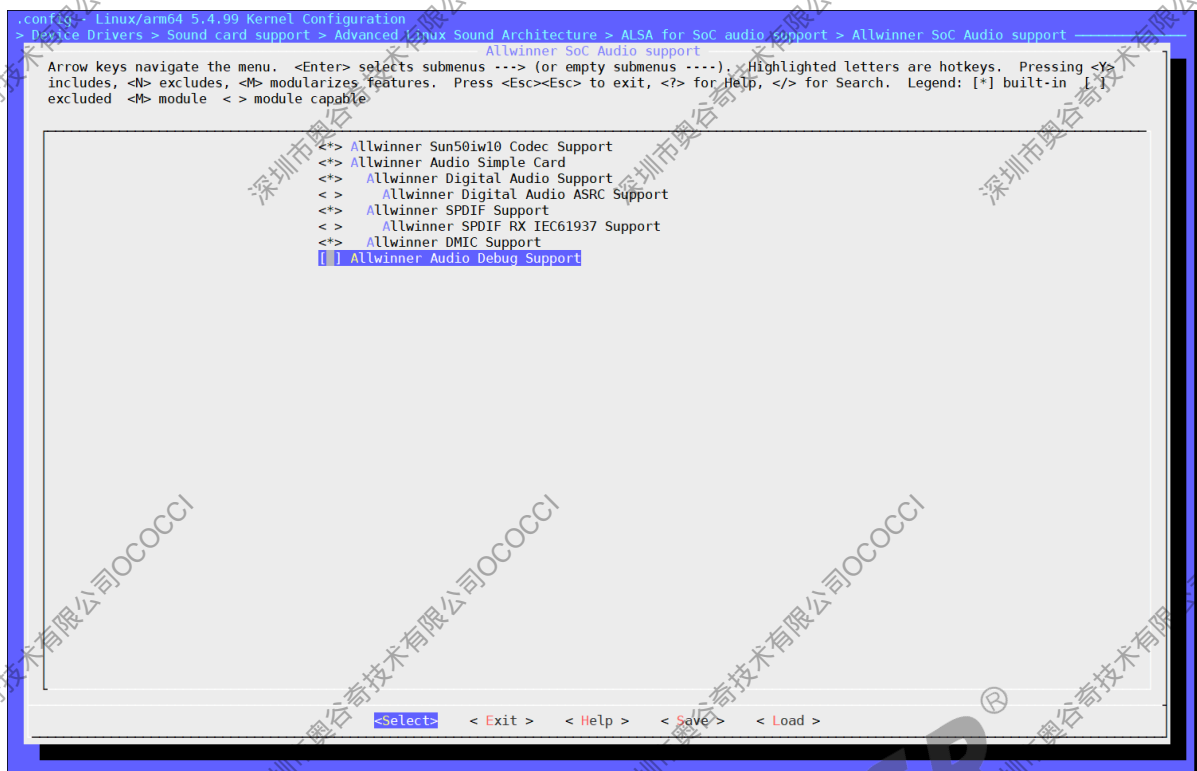 .config - Linux/arm64 5.4.99 Kernel Configuration
> Device Drivers > Sound card support > Advanced Linux Sound Architecture > ALSA for SoC audio support > Allwinner SoC Audio support
Allwinner SoC Audio support
Arrow keys navigate the menu.  <Enter> selects submenus ---> (or empty submenus ----).  Highlighted letters are hotkeys.  Pressing <Y>
includes, <N> excludes, <M> modularizes features.  Press <Esc><Esc> to exit, <?> for Help, </> for Search.  Legend: [*] built-in  [ ]
excluded  <M> module  < > module capable
<*> Allwinner Sun50iw10 Codec Support
<*> Allwinner Audio Simple Card
<*>   Allwinner Digital Audio Support
< >     Allwinner Digital Audio ASRC Support
<*>   Allwinner SPDIF Support
< >     Allwinner SPDIF RX IEC61937 Support
<*>   Allwinner DMIC Support
[ ] Allwinner Audio Debug Support
<Select>    < Exit >    < Help >    < Save >    < Load >
深圳市奥谷奇技术有限公司OCOCCI
深圳市奥谷奇技术有限公司OCOCCI
深圳市奥谷奇技术有限公司OCOCCI
®